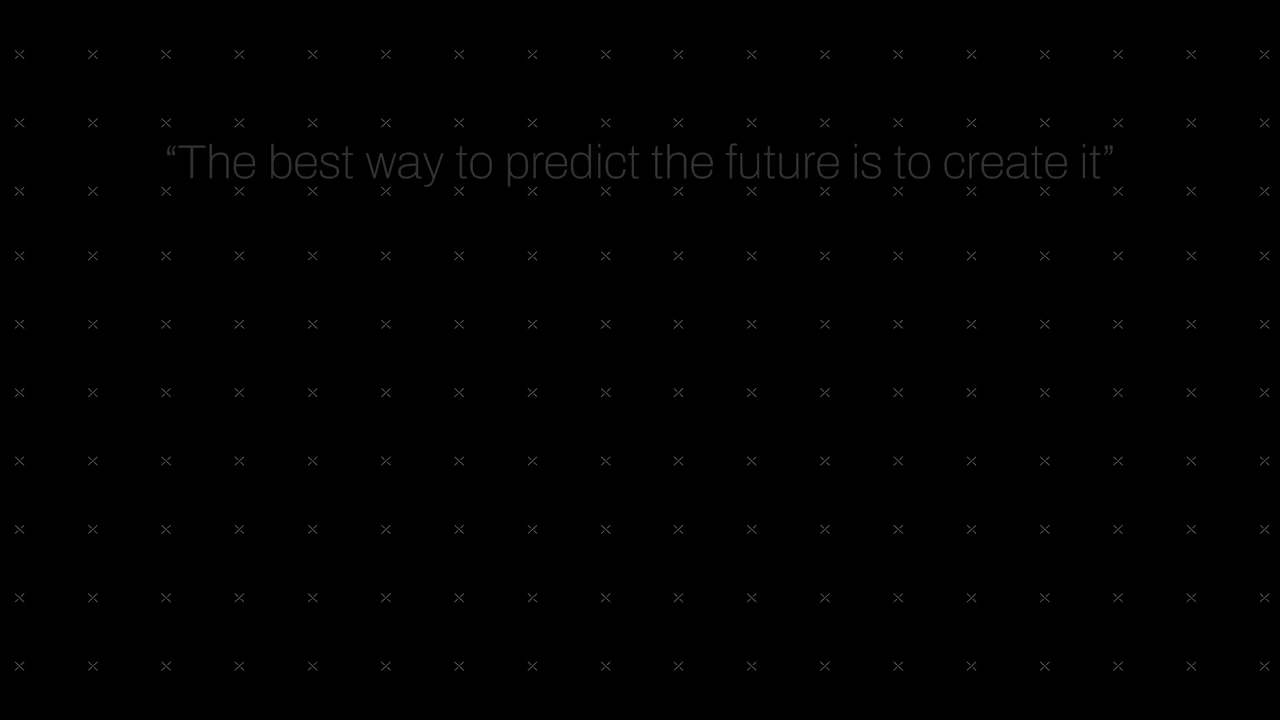 “The best way to predict the future is to create it”